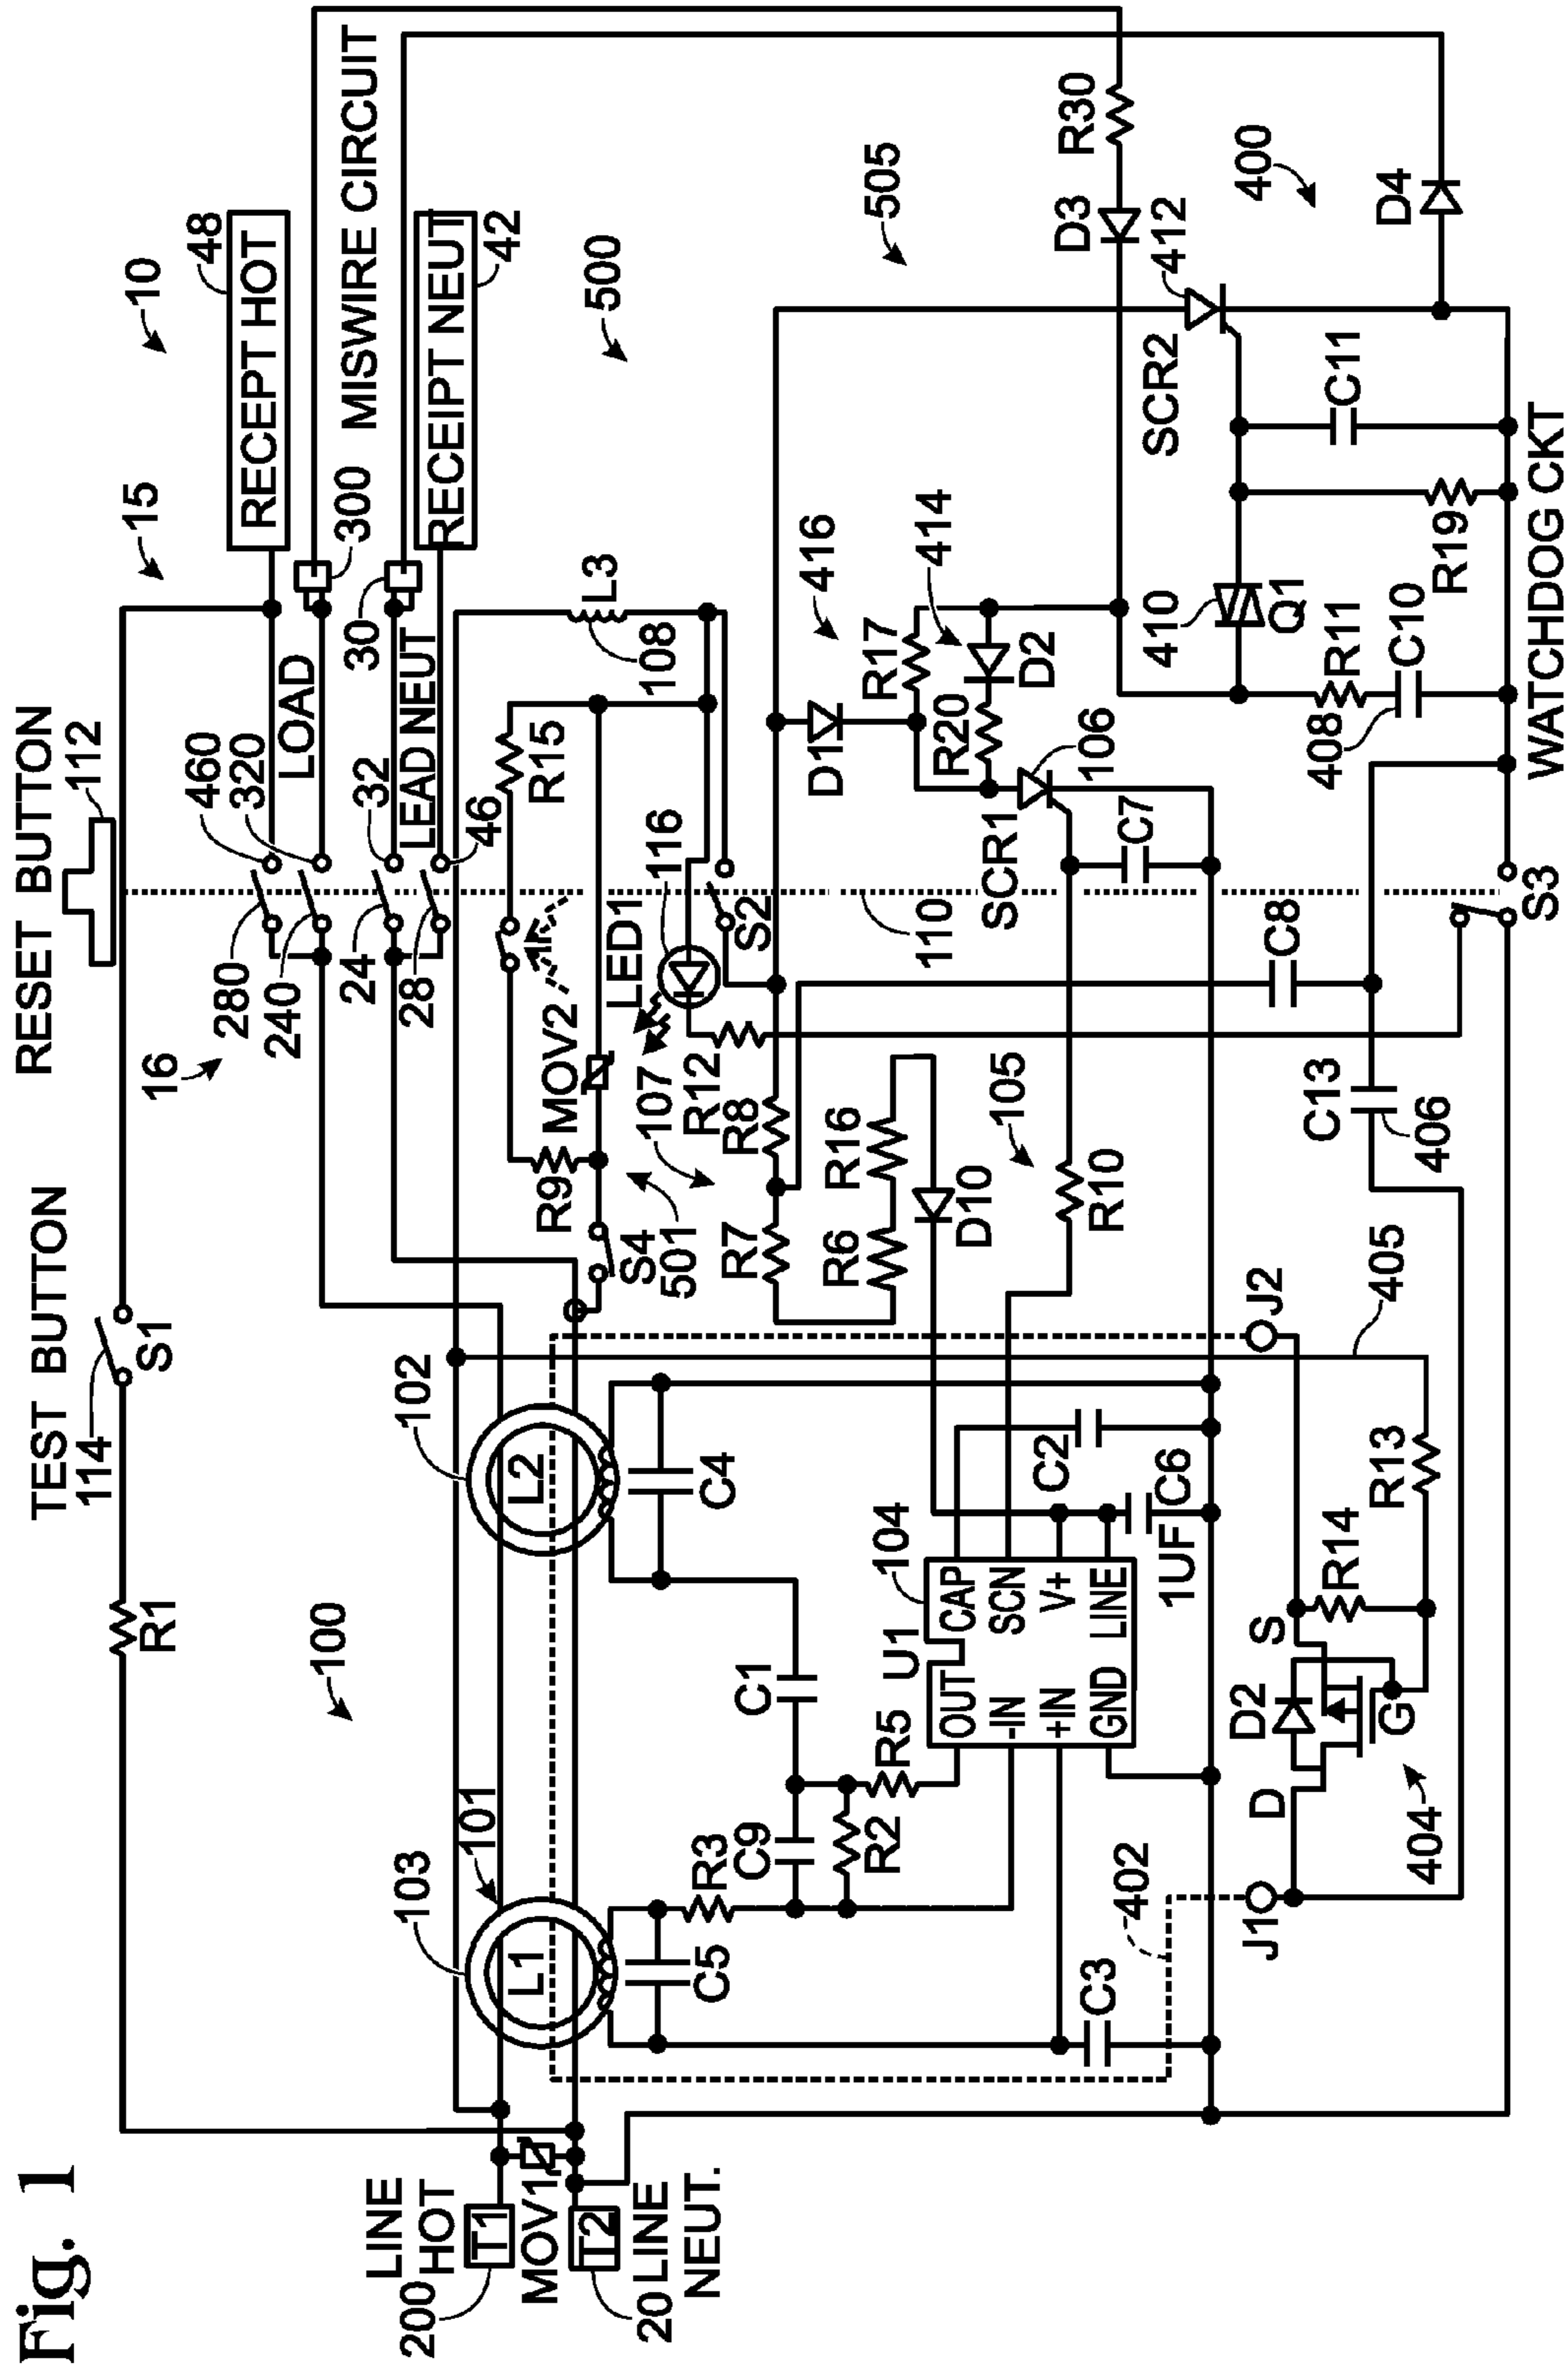 Fig. 1
TEST BUTTON
114
S1
R1
RESET BUTTON
112
16
10
15
48
RECEPT HOT
460
320
280
240
LOAD
300
MISWIRE CIRCUIT
30
24
32
28
LEAD NEUT
46
RECEIPT NEUT
42
100
101
103
L1
102
L2
LINE
HOT
200
T1
MOV1
T2
20
LINE
NEUT.
R15
L3
108
500
R9
MOV2
S4
501
LED1
116
107
R12
S2
110
C5
R3
C9
R2
C4
C1
R5
R7
R8
R6
R16
D10
105
R10
416
414
D1
R17
R20
D2
505
D3
R30
SCR1
106
C7
SCR2
412
400
D4
104
U1
OUT
CAP
-IN
SCN
+IN
V+
GND
LINE
C2
C6
1UF
C3
C8
C13
406
410
Q1
R11
C10
408
R19
C11
402
J1
J2
405
D
D2
S
G
R14
R13
404
S3
WATCHDOG CKT